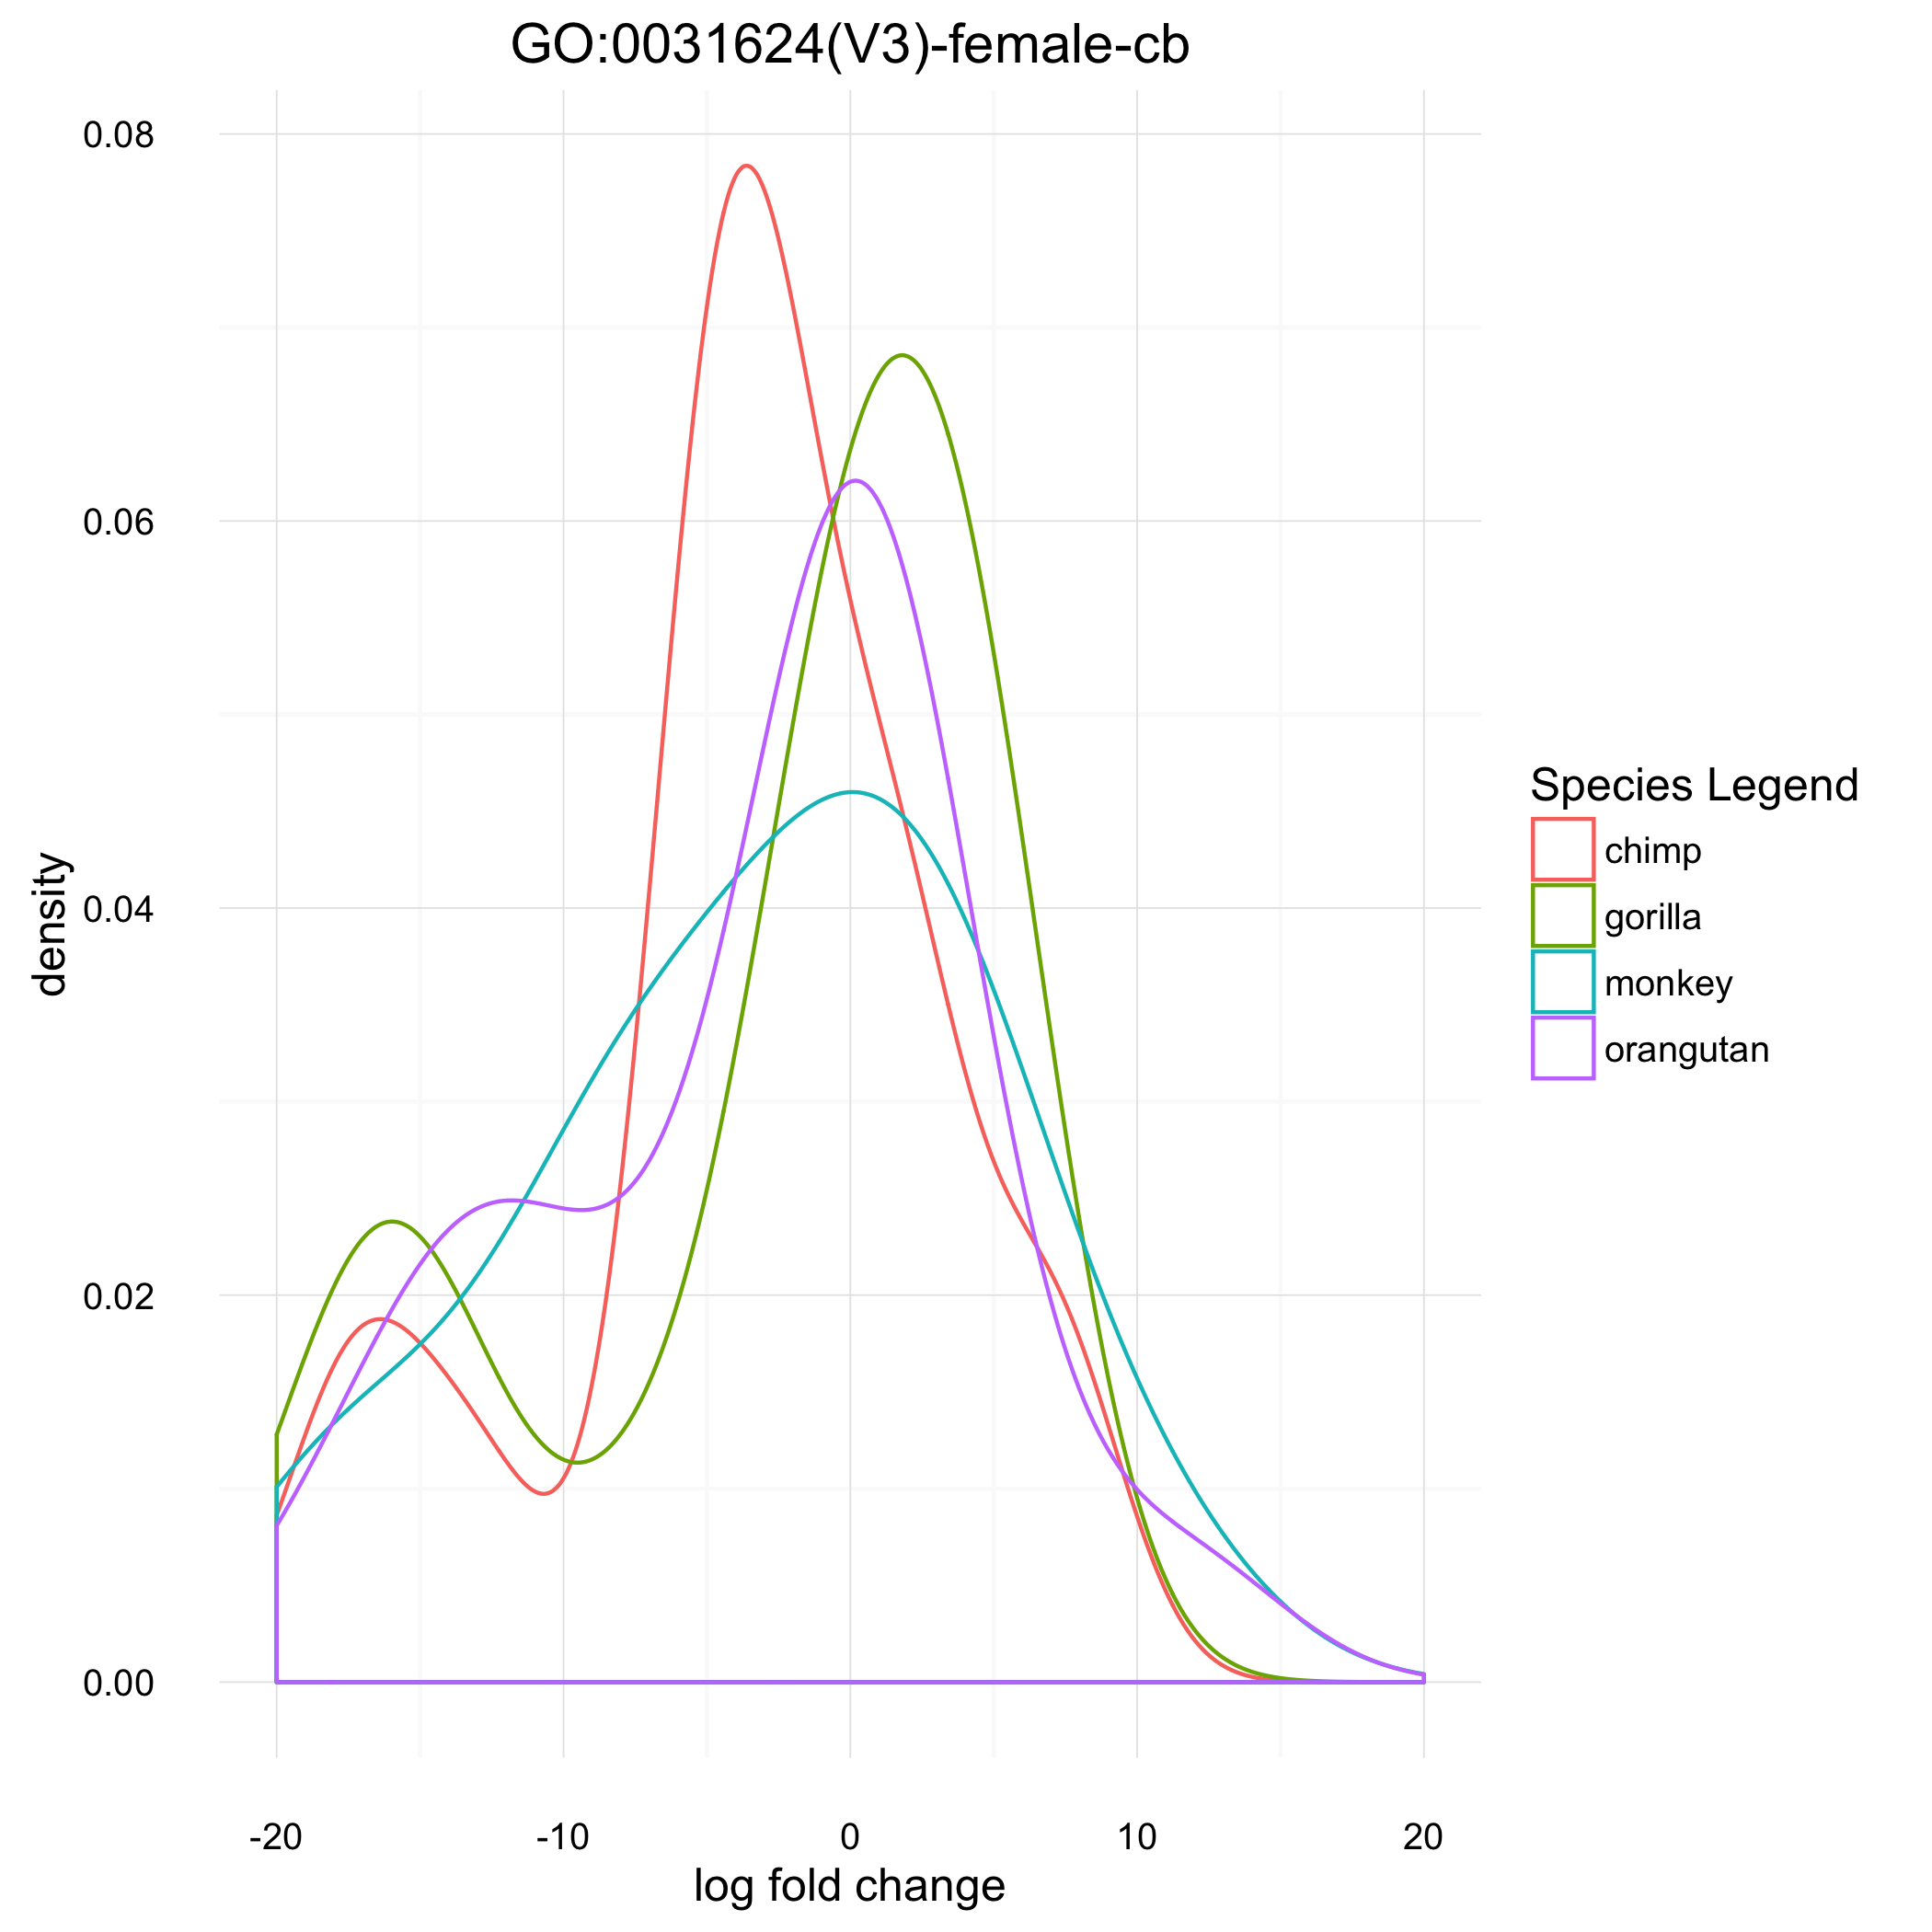 GO:0031624(V3)-female-cb
0.08
0.06
0.04
0.02
0.00
density
-20 -10 0 10 20
log fold change
Species Legend
chimp
gorilla
monkey
orangutan